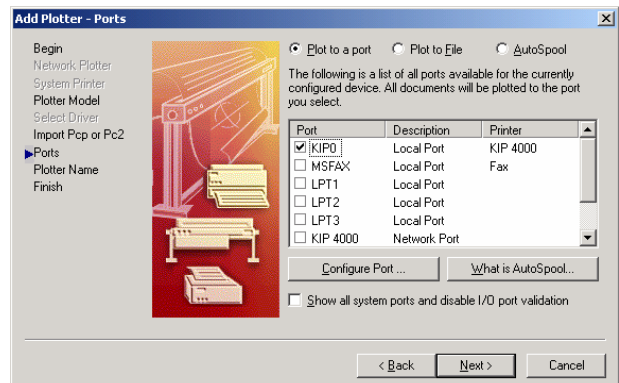 Add Plotter - Ports
Begin
Network Plotter
System Printer
Plotter Model
Select Driver
Import Pcp or Pc2
Ports
Plotter Name
Finish
Plot to a port Plot to File AutoSpool
The following is a list of all ports available for the currently
configured device. All documents will be plotted to the port
you select.
Port Description Printer
KIP0 Local Port KIP 4000
MSFAX Local Port Fax
LPT1 Local Port
LPT2 Local Port
LPT3 Local Port
KIP 4000 Network Port
Configure Port ... What is AutoSpool...
Show all system ports and disable I/O port validation
< Back Next > Cancel